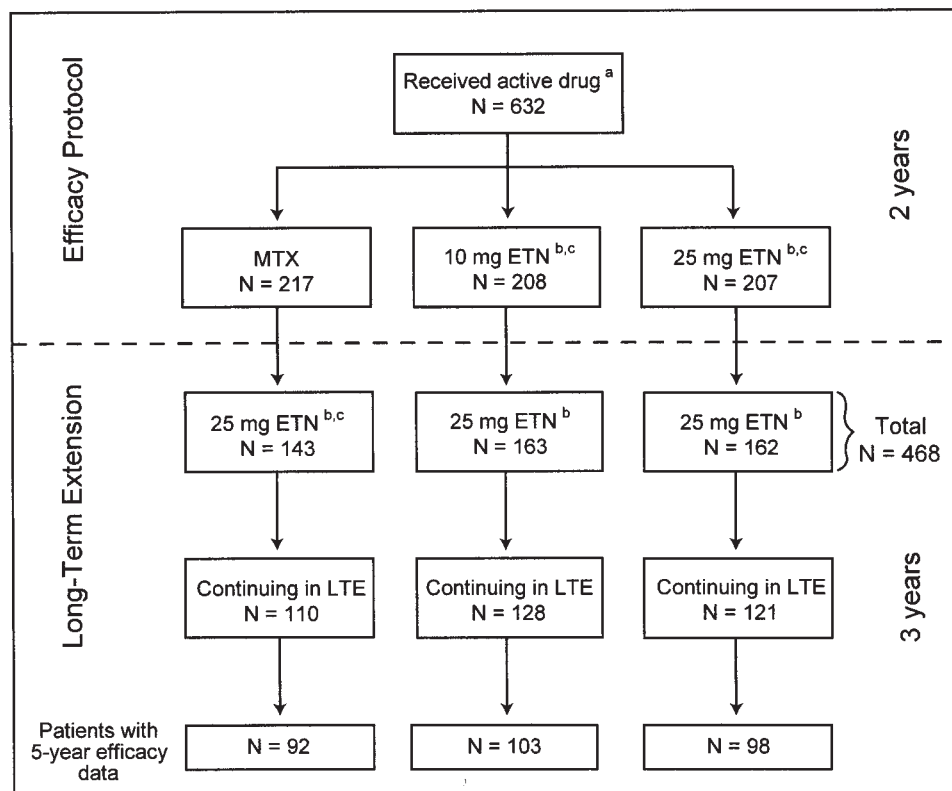 Efficacy Protocol
Received active drug a
N = 632
2 years
MTX
N = 217
10 mg ETN b,c
N = 208
25 mg ETN b,c
N = 207
Long-Term Extension
25 mg ETN b,c
N = 143
25 mg ETN b
N = 163
25 mg ETN b
N = 162
Total
N = 468
Continuing in LTE
N = 110
Continuing in LTE
N = 128
Continuing in LTE
N = 121
3 years
Patients with
5-year efficacy
data
N = 92
N = 103
N = 98